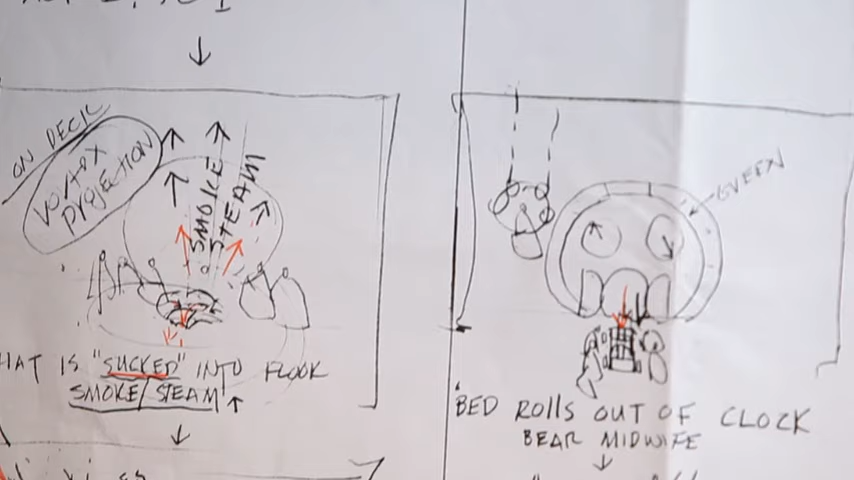 ON DECK
VORTEX
PROJECTION
SMOKE
STEAM
HAT IS "SUCKED" INTO FLOOR
SMOKE/STEAM
QUEEN
BED ROLLS OUT OF CLOCK
BEAR MIDWIFE